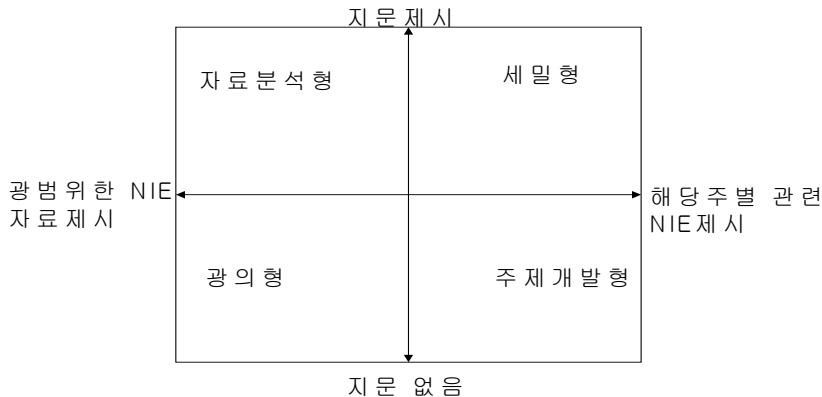 지문제시
자료분석형
세밀형
광범위한 NIE
자료제시
해당주별 관련
NIE제시
광의형
주제개발형
지문 없음